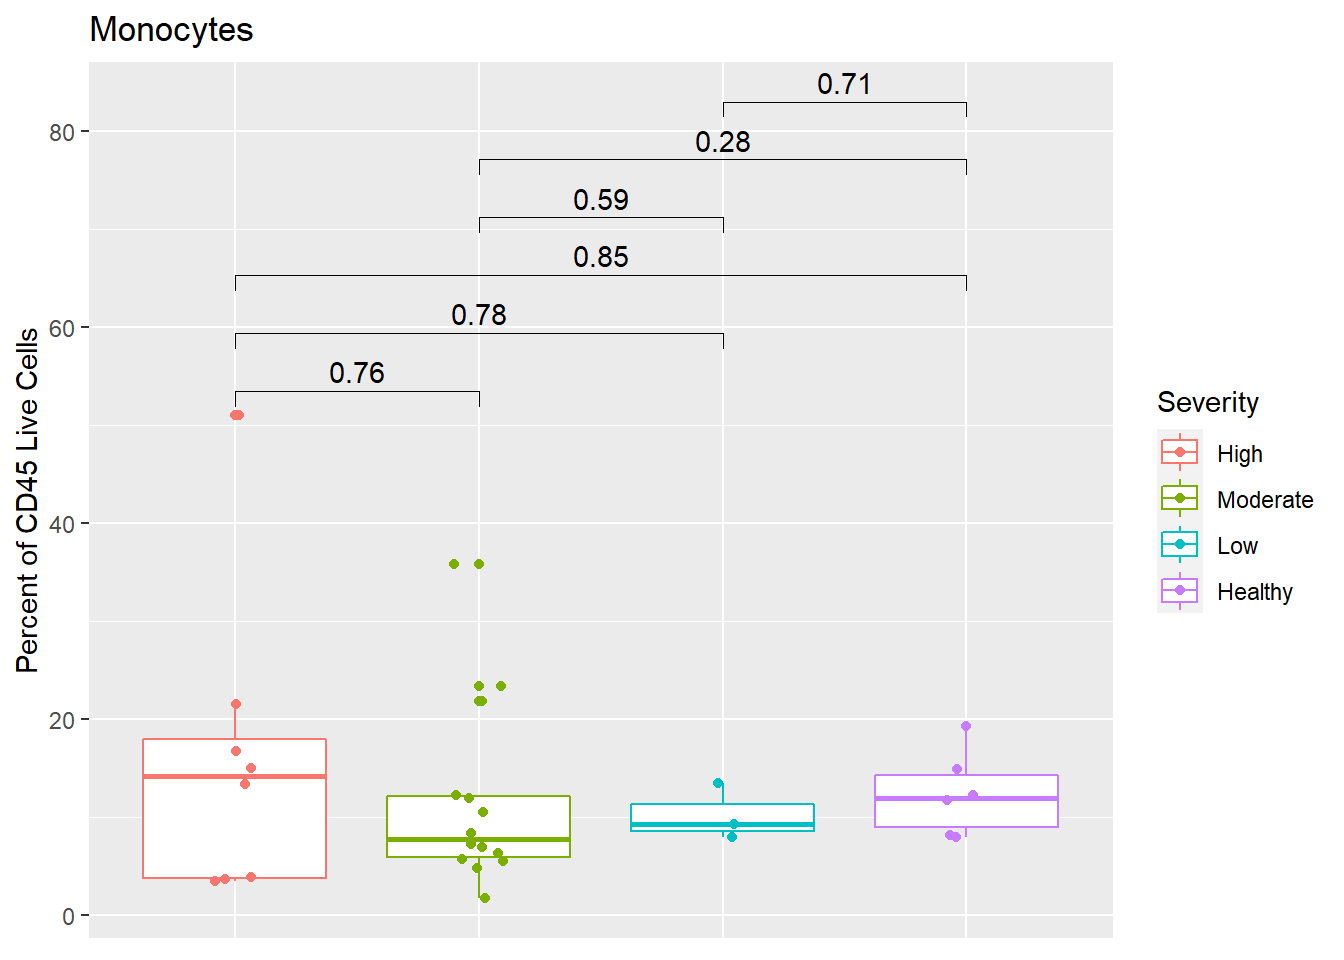 Monocytes
0.71
0.28
0.59
0.85
0.78
0.76
80
60
40
20
0
Percent of CD45 Live Cells
Severity
High
Moderate
Low
Healthy